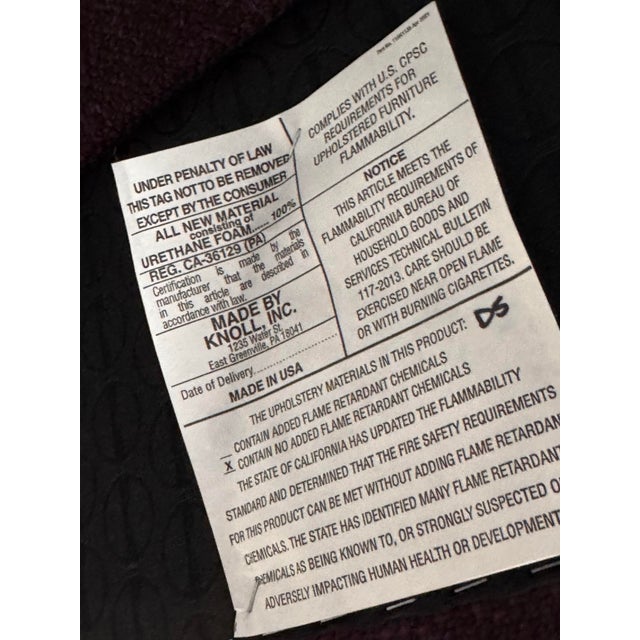 UNDER PENALTY OF LAW
THIS TAG NOT TO BE REMOVED
EXCEPT BY THE CONSUMER
ALL NEW MATERIAL
consisting of
URETHANE FOAM..... 100%
REG. CA-36129 (PA)
Certification is made by the
manufacturer that the materials
in this article are described in
accordance with law.
MADE BY
KNOLL, INC.
1235 Water St.
East Greenville, PA 18041
Date of Delivery
MADE IN USA
COMPLIES WITH U.S. CPSC
REQUIREMENTS FOR
UPHOLSTERED FURNITURE
FLAMMABILITY.
NOTICE
THIS ARTICLE MEETS THE
FLAMMABILITY REQUIREMENTS OF
CALIFORNIA BUREAU OF
HOUSEHOLD GOODS AND
SERVICES TECHNICAL BULLETIN
117-2013. CARE SHOULD BE
EXERCISED NEAR OPEN FLAME
OR WITH BURNING CIGARETTES.
THE UPHOLSTERY MATERIALS IN THIS PRODUCT: DS
CONTAIN ADDED FLAME RETARDANT CHEMICALS
X CONTAIN NO ADDED FLAME RETARDANT CHEMICALS
THE STATE OF CALIFORNIA HAS UPDATED THE FLAMMABILITY
STANDARD AND DETERMINED THAT THE FIRE SAFETY REQUIREMENTS
FOR THIS PRODUCT CAN BE MET WITHOUT ADDING FLAME RETARDANT
CHEMICALS. THE STATE HAS IDENTIFIED MANY FLAME RETARDANT
CHEMICALS AS BEING KNOWN TO, OR STRONGLY SUSPECTED OF
ADVERSELY IMPACTING HUMAN HEALTH OR DEVELOPMENT